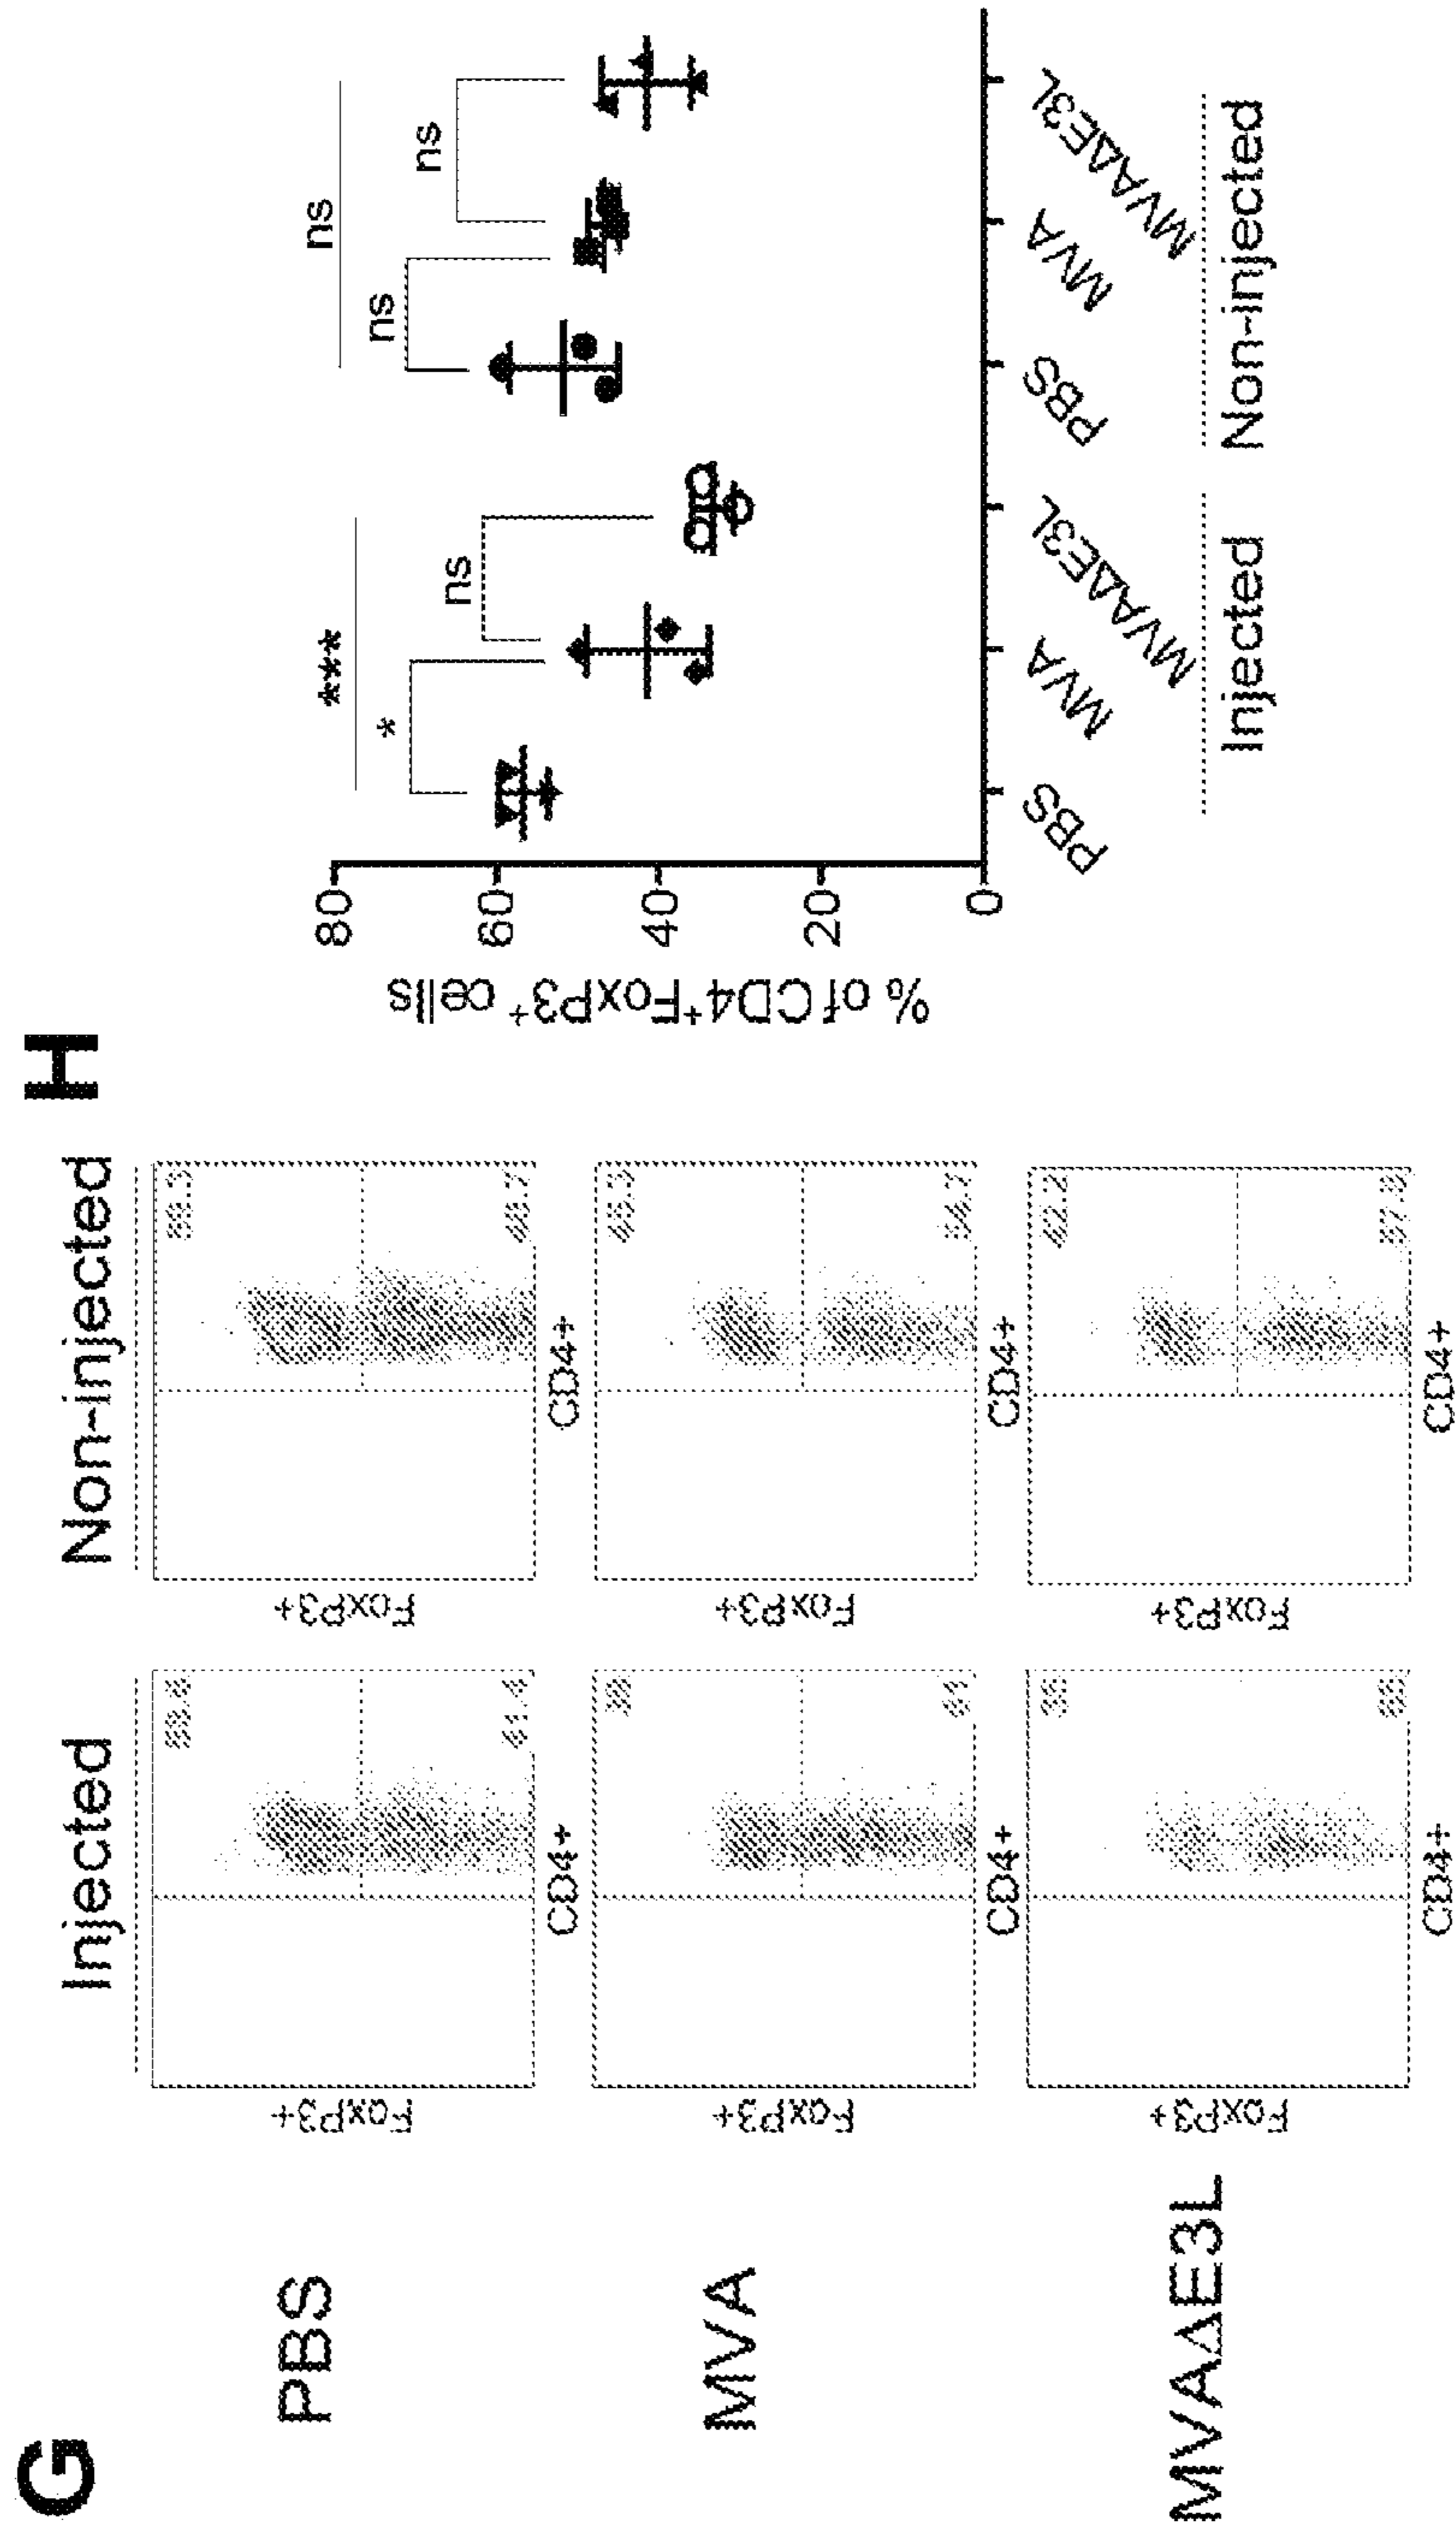 G
Injected
Non-injected
PBS
FoxP3+
CD4+
FoxP3+
CD4+
MVA
FoxP3+
39
61
CD4+
FoxP3+
CD4+
MVAΔE3L
FoxP3+
CD4+
FoxP3+
CD4+
H
% of CD4⁺FoxP3⁺ cells
80
60
40
20
0
***
*
ns
ns
ns
ns
PBS
MVA
MVAΔE3L
PBS
MVA
MVAΔE3L
Injected
Non-injected